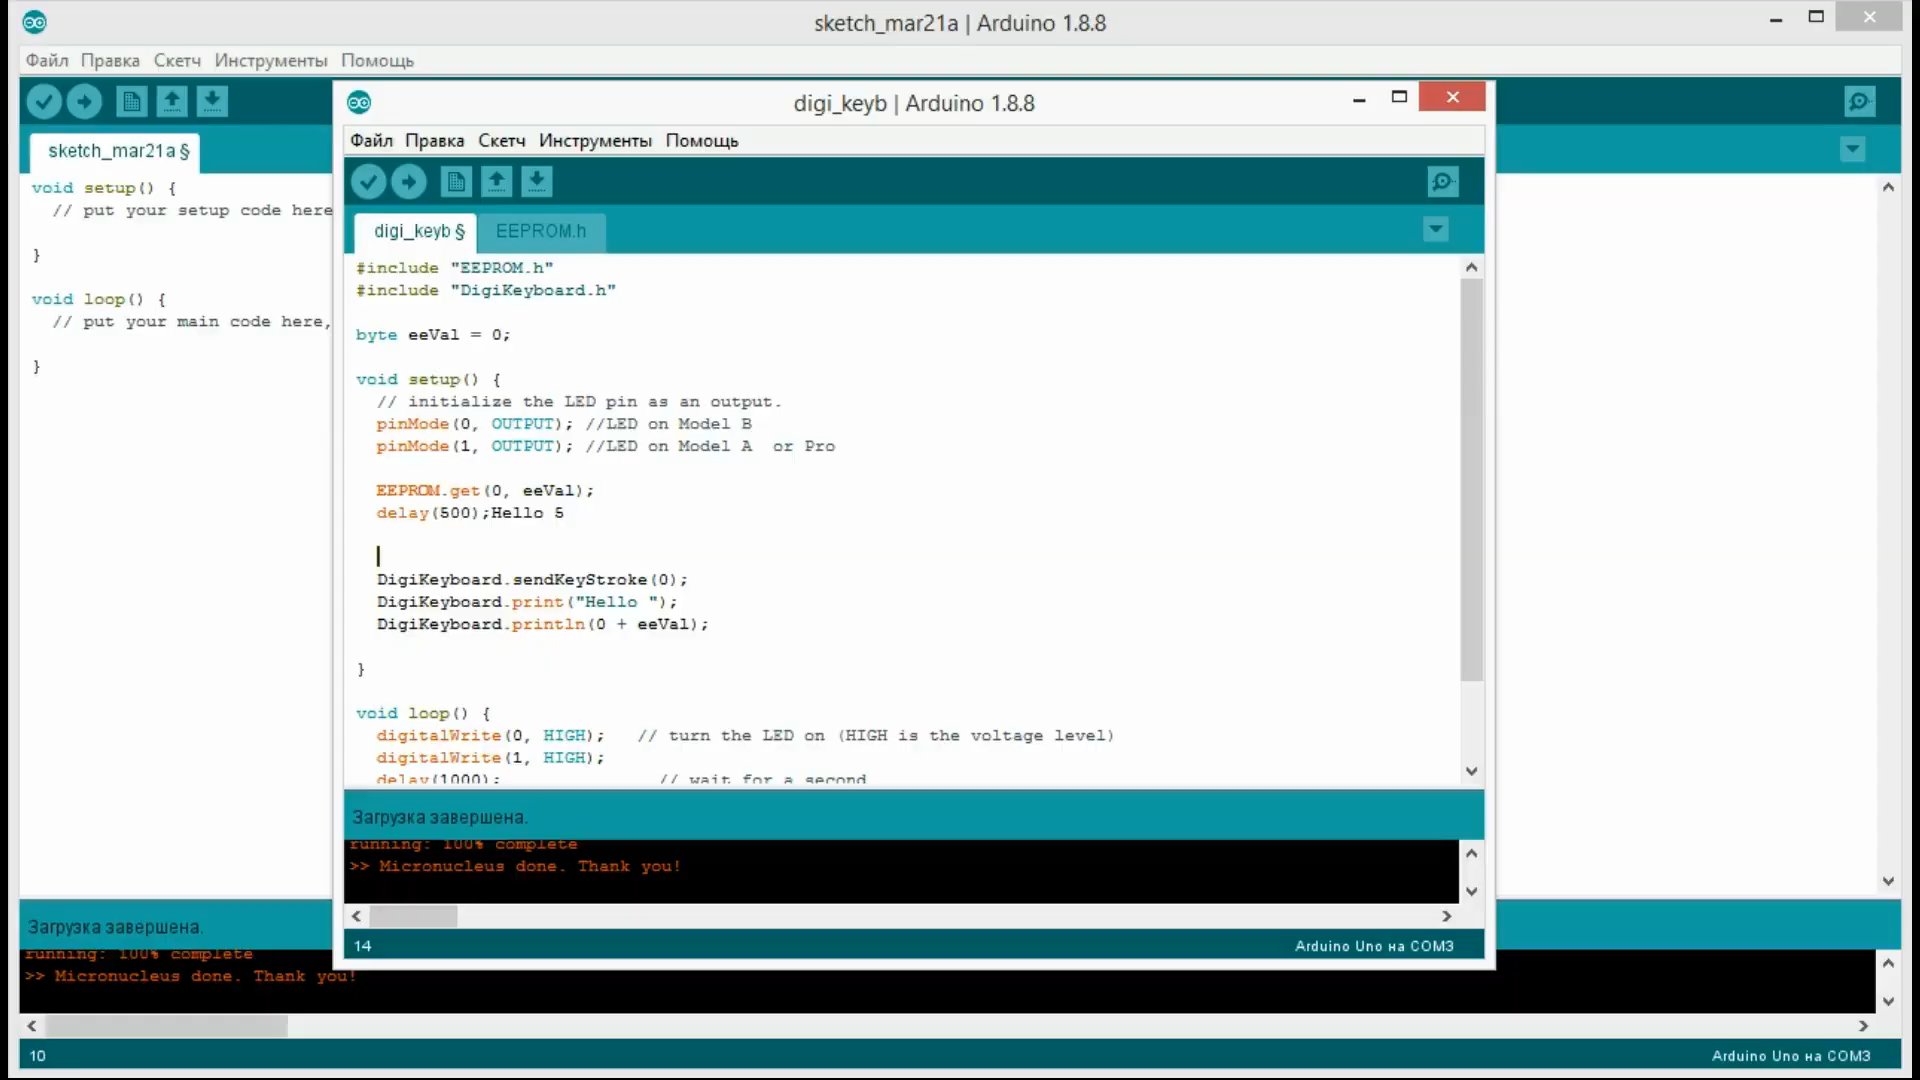 sketch_mar21a | Arduino 1.8.8
Файл Правка Скетч Инструменты Помощь
sketch_mar21a §
void setup() {
// put your setup code here
}
void loop() {
// put your main code here,
}
Загрузка завершена.
running: 100% complete
>> Micronucleus done. Thank you!
10
Arduino Uno на COM3
digi_keyb | Arduino 1.8.8
Файл Правка Скетч Инструменты Помощь
digi_keyb § EEPROM.h
#include "EEPROM.h"
#include "DigiKeyboard.h"
byte eeVal = 0;
void setup() {
// initialize the LED pin as an output.
pinMode(0, OUTPUT); //LED on Model B
pinMode(1, OUTPUT); //LED on Model A  or Pro
EEPROM.get(0, eeVal);
delay(500);Hello 5
DigiKeyboard.sendKeyStroke(0);
DigiKeyboard.print("Hello ");
DigiKeyboard.println(0 + eeVal);
}
void loop() {
digitalWrite(0, HIGH);   // turn the LED on (HIGH is the voltage level)
digitalWrite(1, HIGH);
delay(1000);               // wait for a second
Загрузка завершена.
running: 100% complete
>> Micronucleus done. Thank you!
14
Arduino Uno на COM3